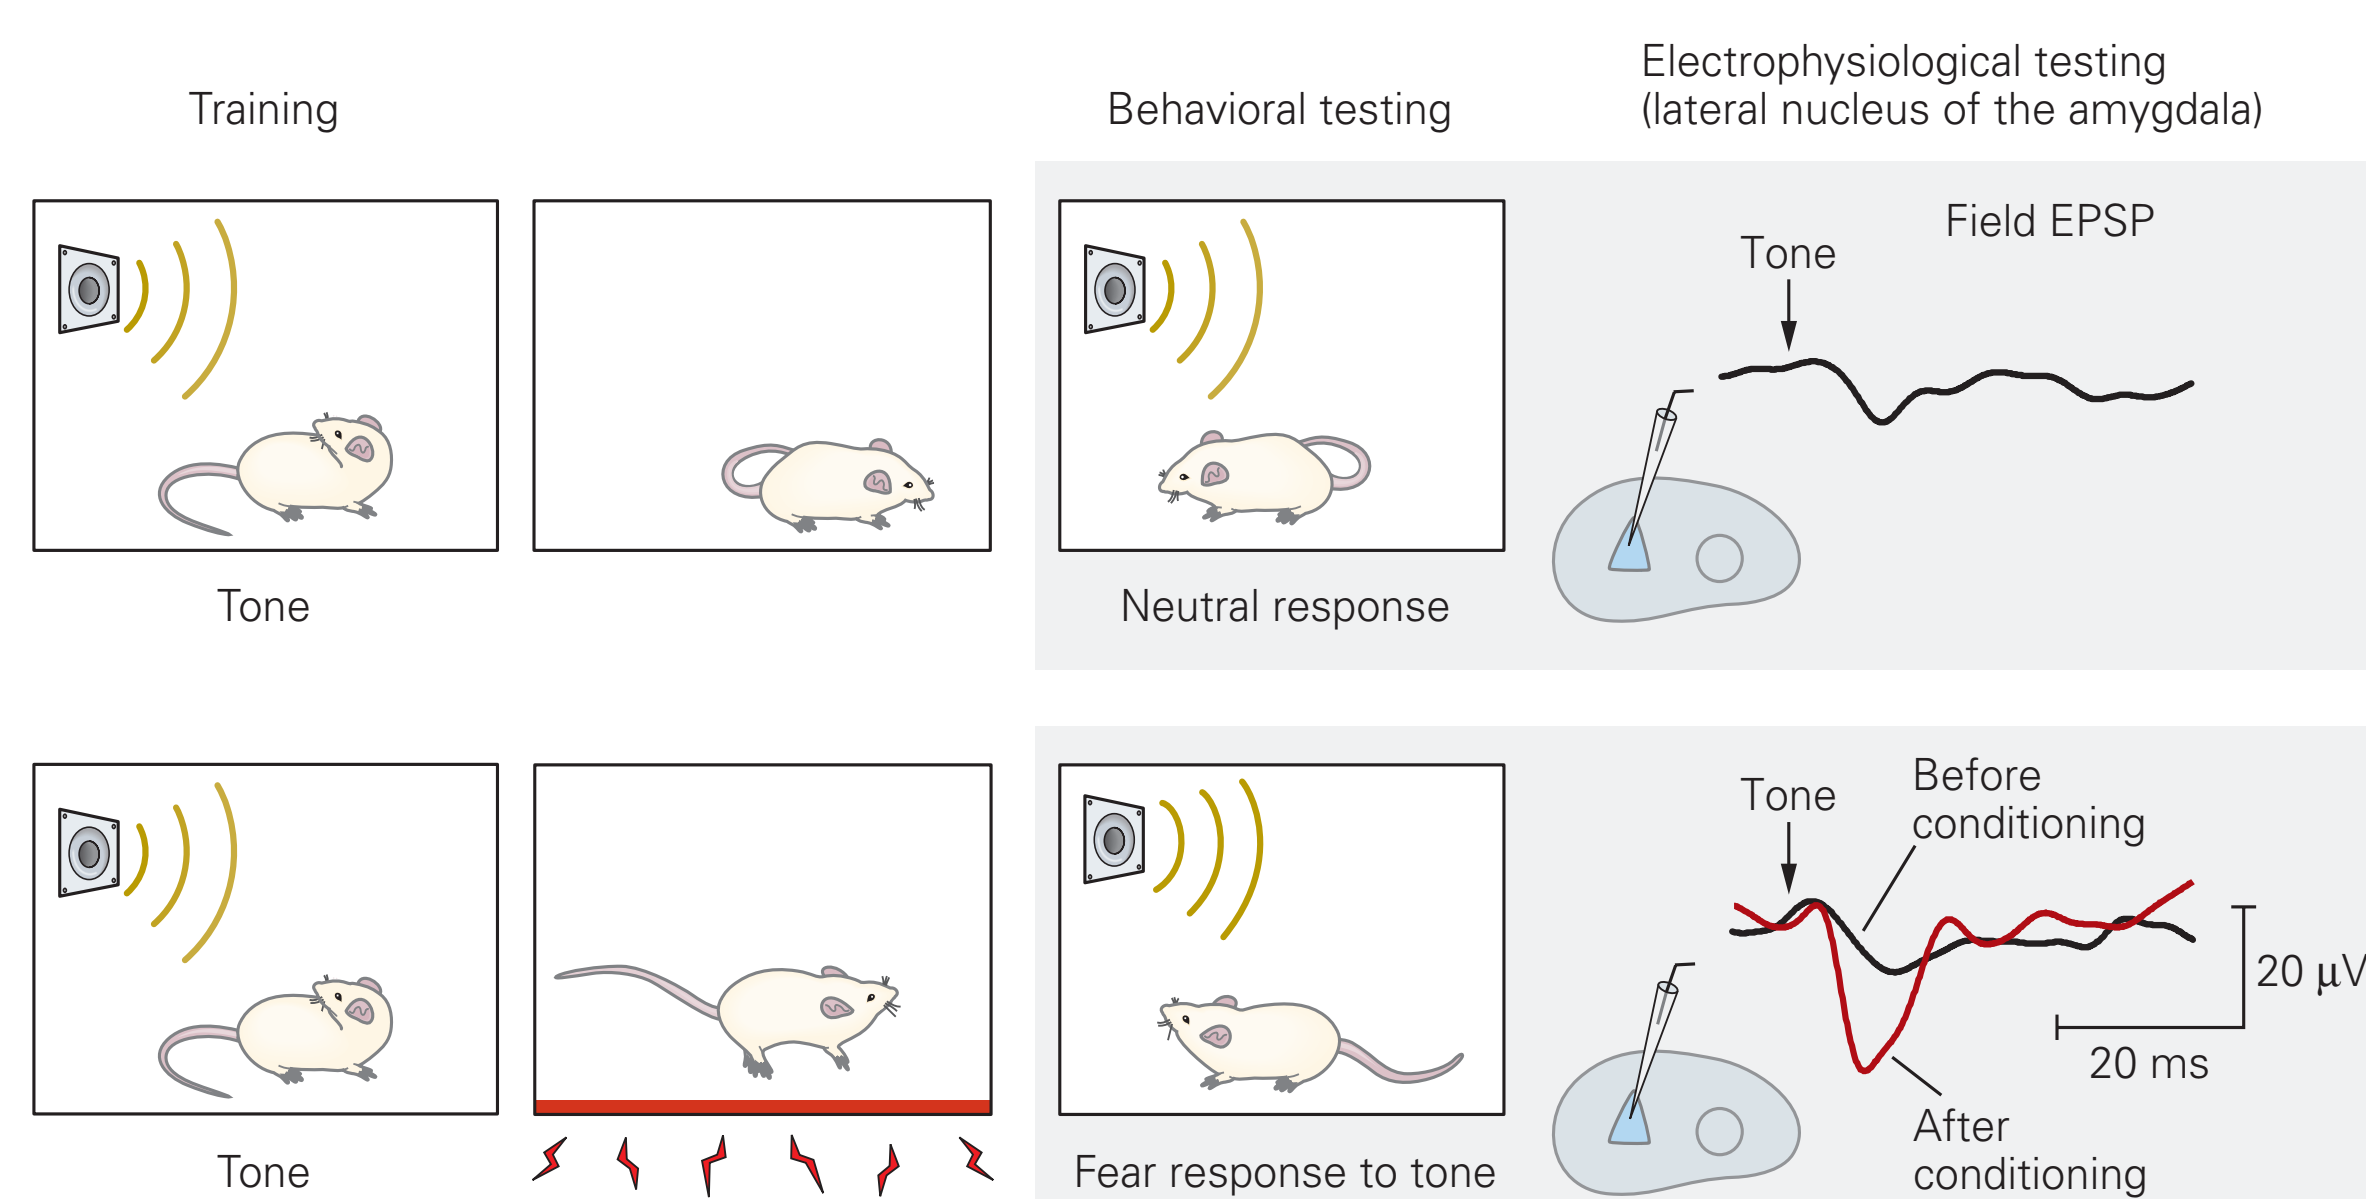 Training
Behavioral testing
Electrophysiological testing
(lateral nucleus of the amygdala)
Tone
Neutral response
Tone
Field EPSP
Tone
Fear response to tone
Tone
Before
conditioning
20 μV
20 ms
After
conditioning